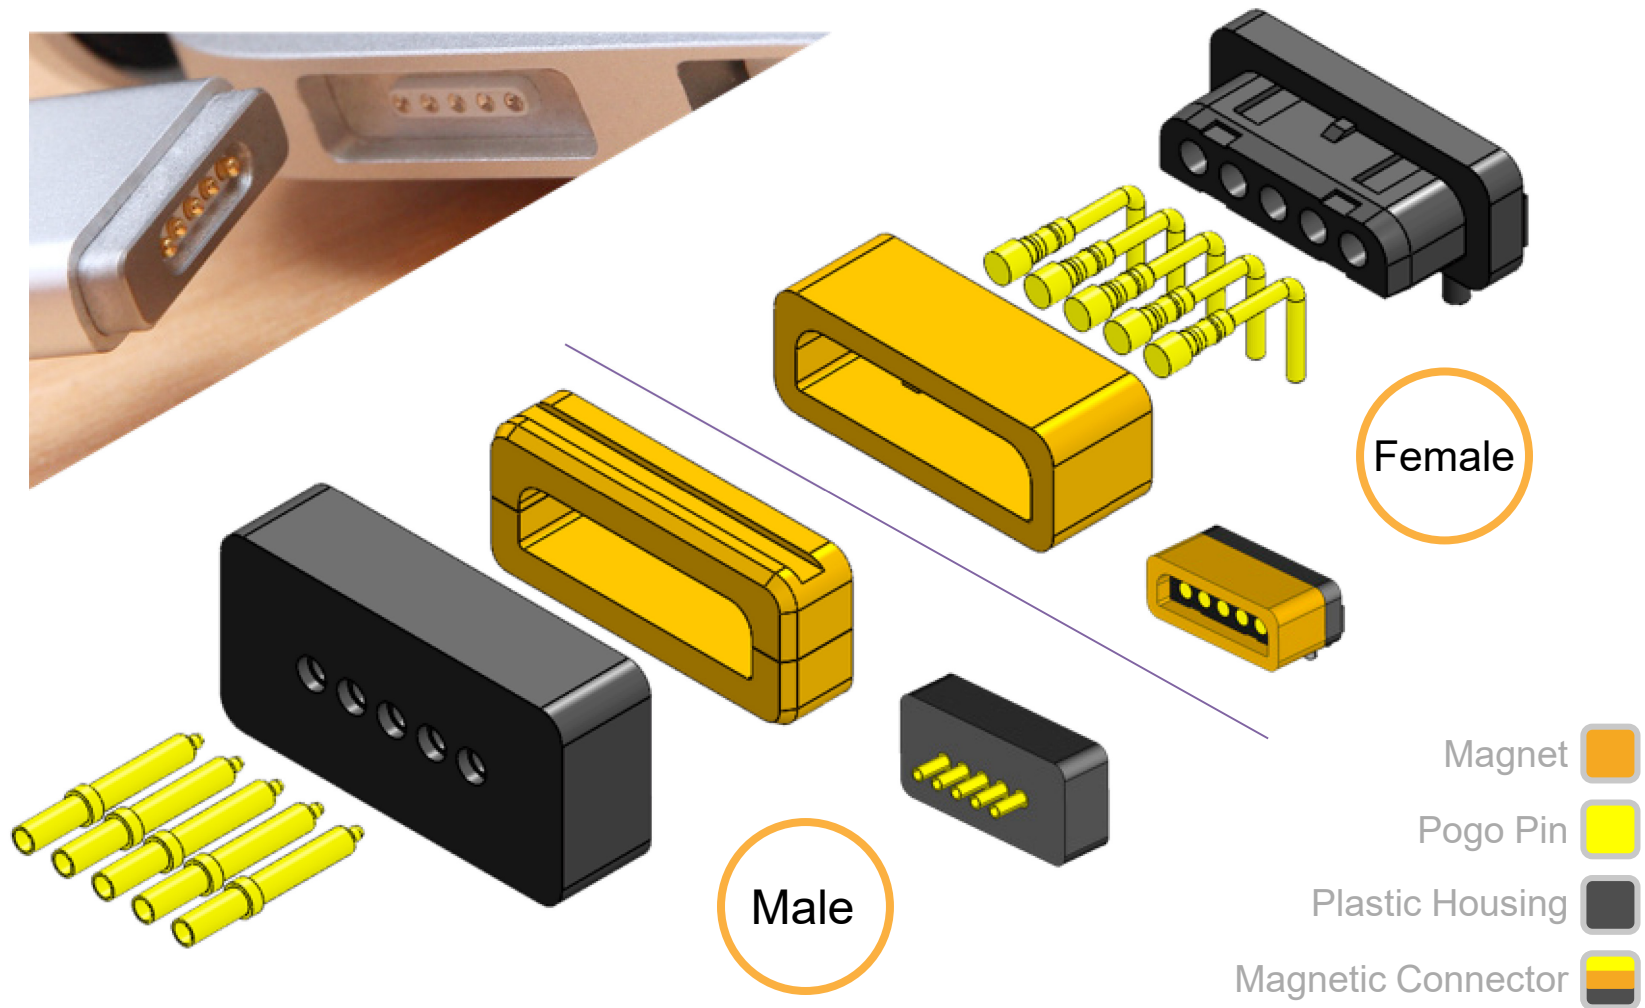 Female
Male
Magnet
Pogo Pin
Plastic Housing
Magnetic Connector